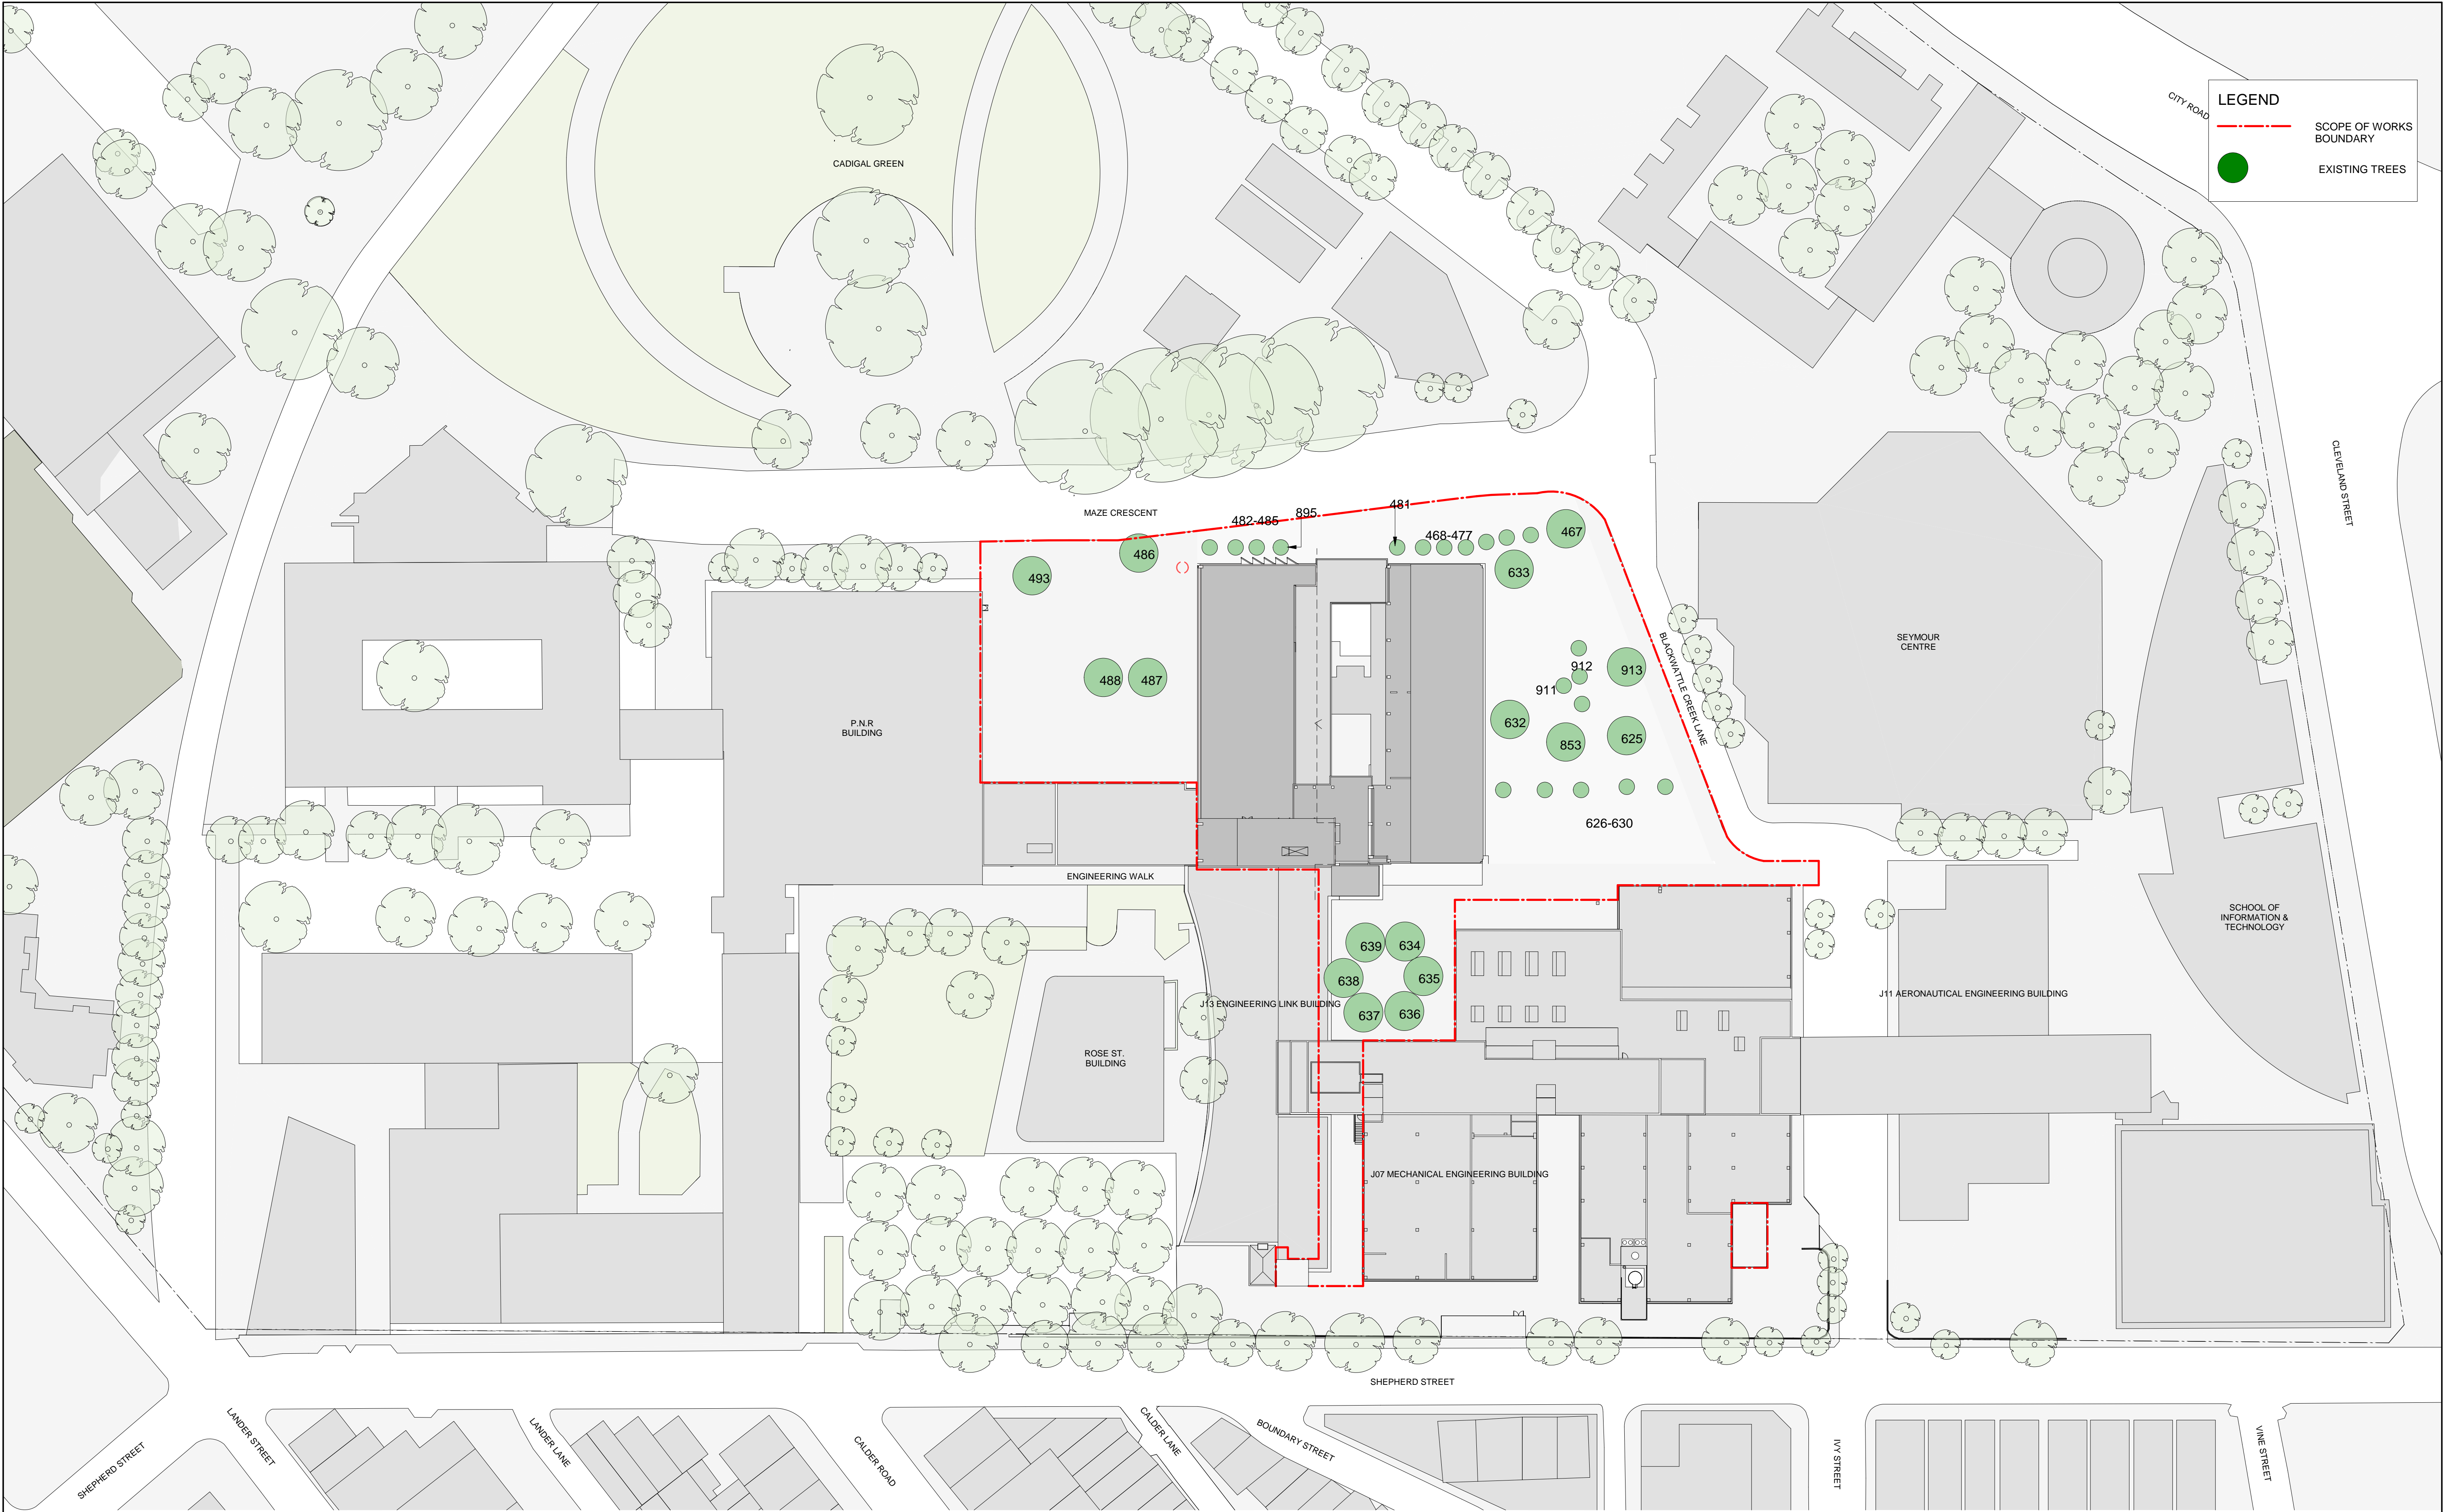 LEGEND
CITY ROAD
SCOPE OF WORKS
BOUNDARY
EXISTING TREES
CADIGAL GREEN
CLEVELAND STREET
MAZE CRESCENT
482-485
895
481
468-477
467
486
493
633
488
487
912
911
913
632
853
625
626-630
BLACKWATTLE CREEK LANE
SEYMOUR
CENTRE
P.N.R
BUILDING
ENGINEERING WALK
639
634
638
635
637
636
J13 ENGINEERING LINK BUILDING
J11 AERONAUTICAL ENGINEERING BUILDING
SCHOOL OF
INFORMATION &
TECHNOLOGY
ROSE ST.
BUILDING
J07 MECHANICAL ENGINEERING BUILDING
SHEPHERD STREET
SHEPHERD STREET
LANDER STREET
LANDER LANE
CALDER ROAD
CALDER LANE
BOUNDARY STREET
IVY STREET
VINE STREET